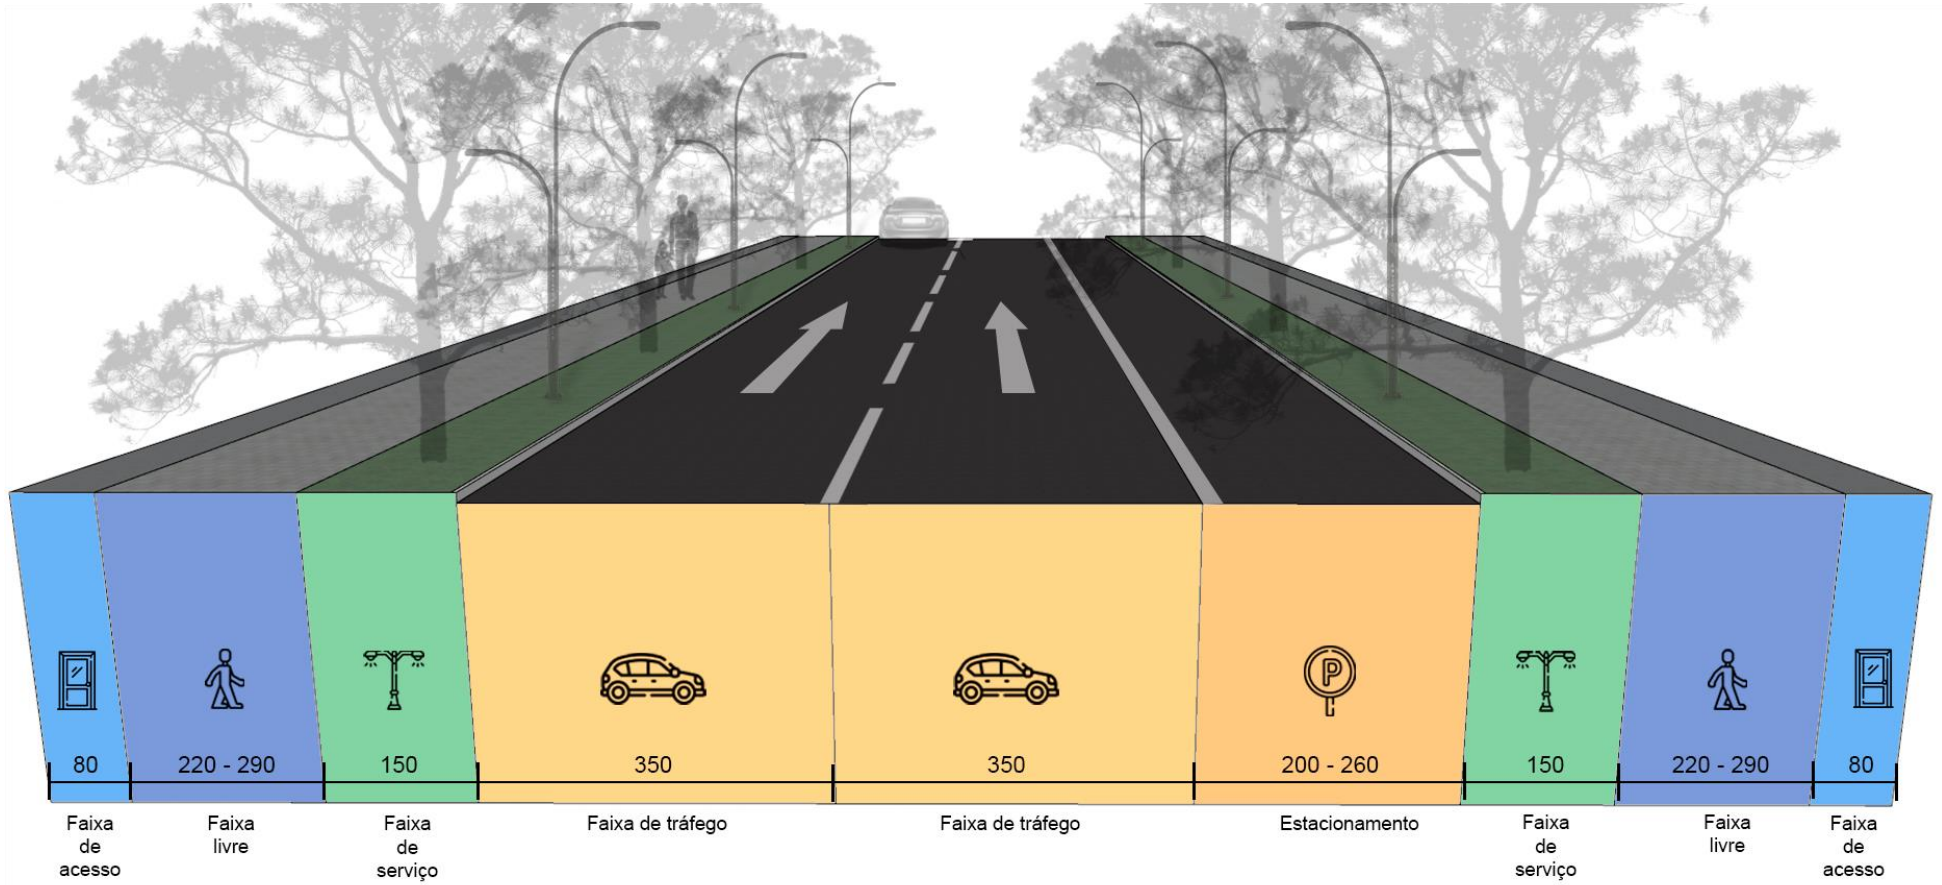 P
80
220 - 290
150
350
350
200 - 260
150
220 - 290
80
Faixa
de
acesso
Faixa
livre
Faixa
de
serviço
Faixa de tráfego
Faixa de tráfego
Estacionamento
Faixa
de
serviço
Faixa
livre
Faixa
de
acesso